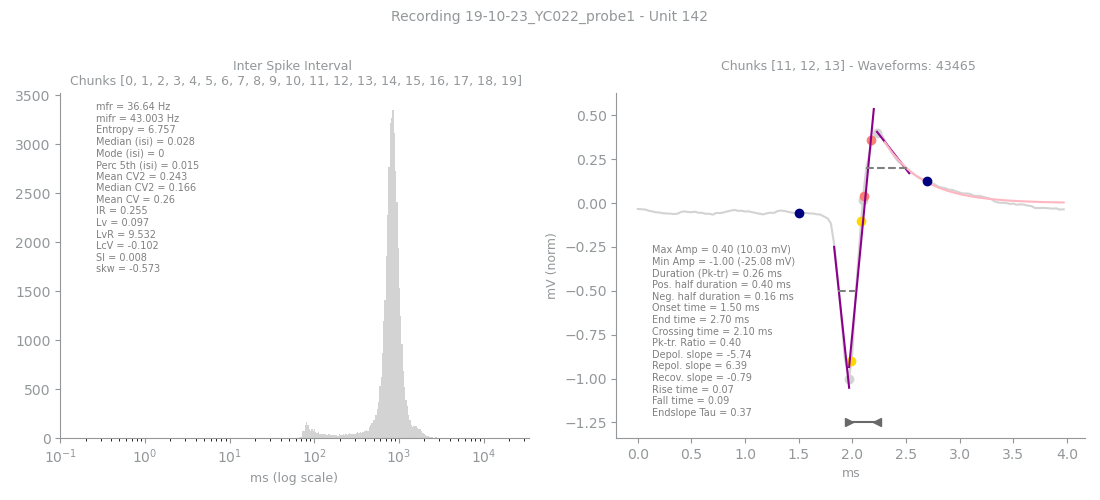 Recording 19-10-23_YC022_probe1 - Unit 142
Inter Spike Interval
Chunks [0, 1, 2, 3, 4, 5, 6, 7, 8, 9, 10, 11, 12, 13, 14, 15, 16, 17, 18, 19]
3500
3000
2500
2000
1500
1000
500
0
mfr = 36.64 Hz
mifr = 43.003 Hz
Entropy = 6.757
Median (isi) = 0.028
Mode (isi) = 0
Perc 5th (isi) = 0.015
Mean CV2 = 0.243
Median CV2 = 0.166
Mean CV = 0.26
IR = 0.255
Lv = 0.097
LvR = 9.532
LcV = -0.102
SI = 0.008
skw = -0.573
10⁻¹ 10⁰ 10¹ 10² 10³ 10⁴
ms (log scale)
Chunks [11, 12, 13] - Waveforms: 43465
mV (norm)
0.50
0.25
0.00
−0.25
−0.50
−0.75
−1.00
−1.25
Max Amp = 0.40 (10.03 mV)
Min Amp = -1.00 (-25.08 mV)
Duration (Pk-tr) = 0.26 ms
Pos. half duration = 0.40 ms
Neg. half duration = 0.16 ms
Onset time = 1.50 ms
End time = 2.70 ms
Crossing time = 2.10 ms
Pk-tr. Ratio = 0.40
Depol. slope = -5.74
Repol. slope = 6.39
Recov. slope = -0.79
Rise time = 0.07
Fall time = 0.09
Endslope Tau = 0.37
0.0 0.5 1.0 1.5 2.0 2.5 3.0 3.5 4.0
ms